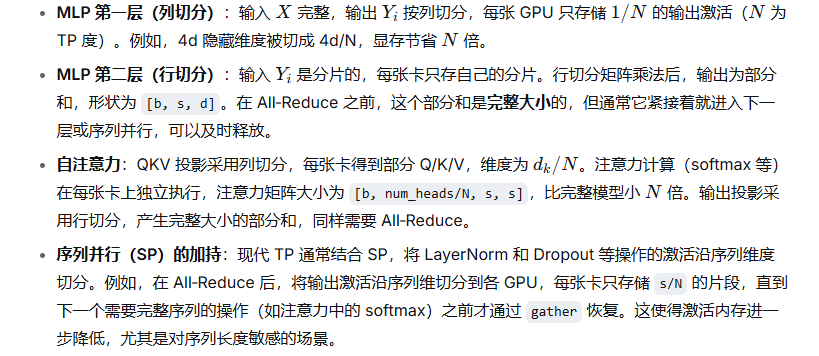 • MLP 第一层（列切分）：输入 X 完整，输出 Y_i 按列切分，每张 GPU 只存储 1/N 的输出激活（N 为
TP 度）。例如，4d 隐藏维度被切成 4d/N，显存节省 N 倍。
• MLP 第二层（行切分）：输入 Y_i 是分片的，每张卡只存自己的分片。行切分矩阵乘法后，输出为部分
和，形状为 [b, s, d]。在 All-Reduce 之前，这个部分和是完整大小的，但通常它紧接着就进入下一
层或序列并行，可以及时释放。
• 自注意力：QKV 投影采用列切分，每张卡得到部分 Q/K/V，维度为 d_k/N。注意力计算（softmax 等）
在每张卡上独立执行，注意力矩阵大小为 [b, num_heads/N, s, s]，比完整模型小 N 倍。输出投影采
用行切分，产生完整大小的部分和，同样需要 All-Reduce。
• 序列并行（SP）的加持：现代 TP 通常结合 SP，将 LayerNorm 和 Dropout 等操作的激活沿序列维度
切分。例如，在 All-Reduce 后，将输出激活沿序列维切分到各 GPU，每张卡只存储 s/N 的片段，直到
下一个需要完整序列的操作（如注意力中的 softmax）之前才通过 gather 恢复。这使得激活内存进一
步降低，尤其是对序列长度敏感的场景。